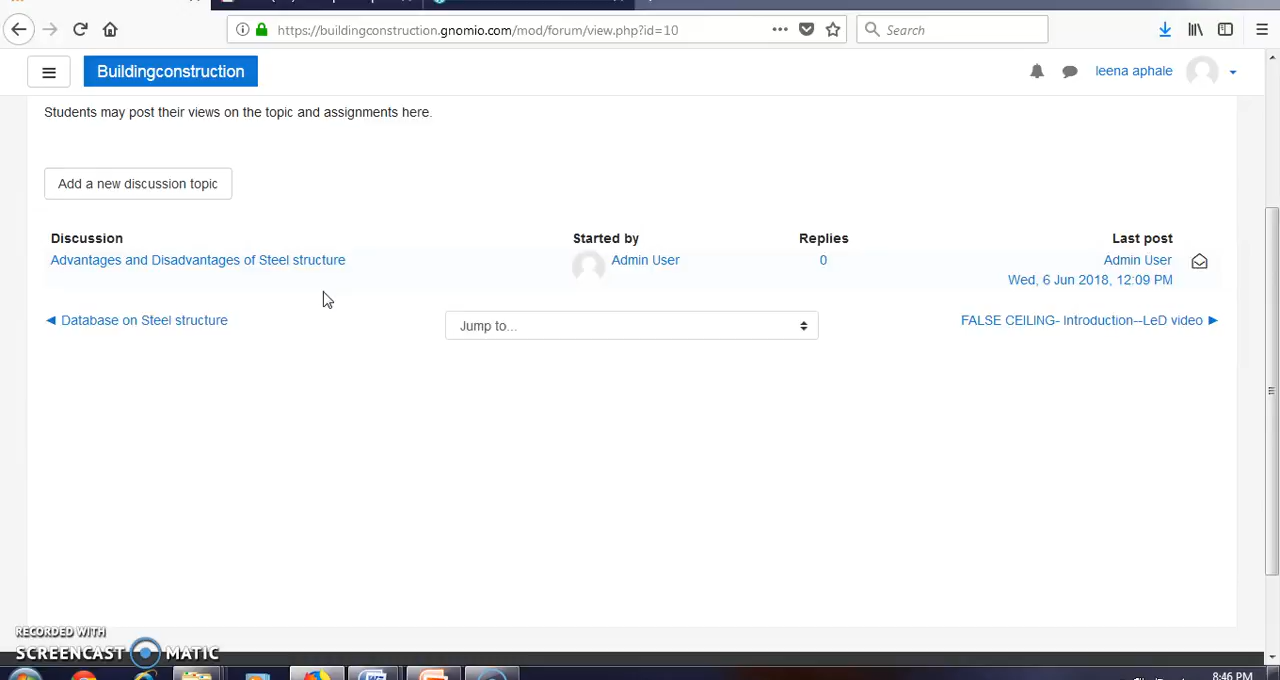 https://buildingconstruction.gnomio.com/mod/forum/view.php?id=10
Search
Buildingconstruction
leena aphale
Students may post their views on the topic and assignments here.
Add a new discussion topic
Discussion Started by Replies Last post
Advantages and Disadvantages of Steel structure Admin User 0 Admin User
Wed, 6 Jun 2018, 12:09 PM
◄ Database on Steel structure Jump to... FALSE CEILING- Introduction--LeD video ►
RECORDED WITH
SCREENCAST MATIC
8:46 PM